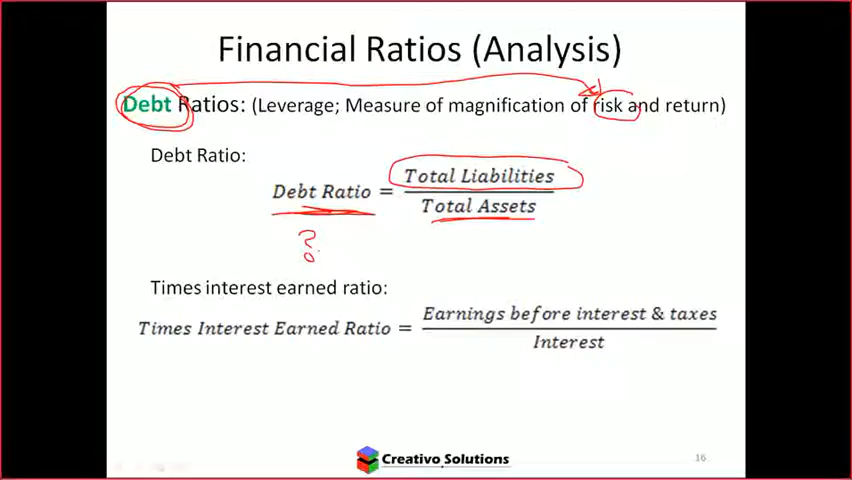 Financial Ratios (Analysis)
Debt Ratios: (Leverage; Measure of magnification of risk and return)
Debt Ratio:
Debt Ratio = Total Liabilities / Total Assets
?
Times interest earned ratio:
Times Interest Earned Ratio = Earnings before interest & taxes / Interest
Creativo Solutions
16